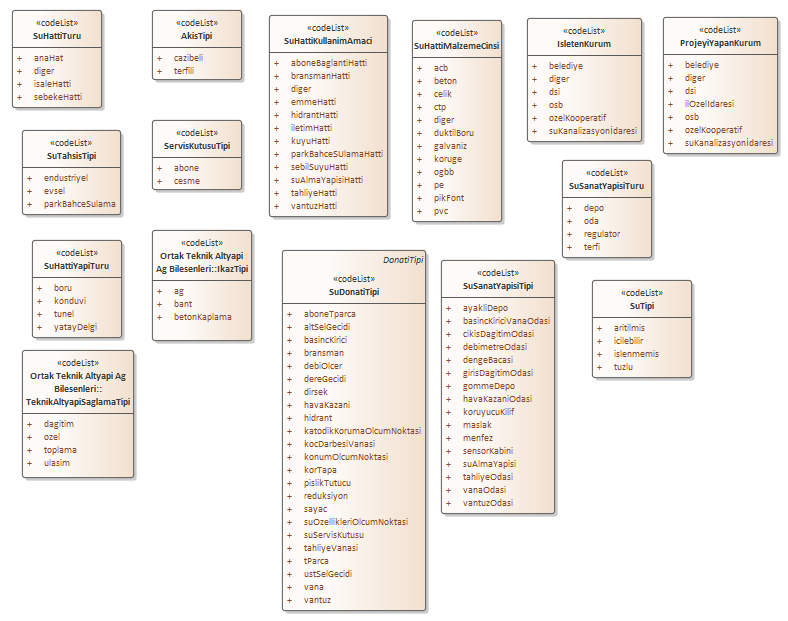 «codeList»
SuHattiTuru
+ anaHat
+ diger
+ isaleHatti
+ sebekeHatti
«codeList»
AkisTipi
+ cazibeli
+ terfili
«codeList»
SuHattiKullanimAmaci
+ aboneBaglantiHatti
+ bransmanHatti
+ diger
+ emmeHatti
+ hidrantHatti
+ iletimHatti
+ kuyuHatti
+ parkBahceSUlamaHatti
+ sebilSuyuHatti
+ suAlmaYapisiHatti
+ tahliyeHatti
+ vantuzHatti
«codeList»
SuHattiMalzemeCinsi
+ acb
+ beton
+ celik
+ ctp
+ diger
+ duktilBoru
+ galvaniz
+ koruge
+ ogbb
+ pe
+ pikFont
+ pvc
«codeList»
IsletenKurum
+ belediye
+ diger
+ dsi
+ osb
+ ozelKooperatif
+ suKanalizasyonIdaresi
«codeList»
ProjeyiYapanKurum
+ belediye
+ diger
+ dsi
+ ilOzelIdaresi
+ osb
+ ozelKooperatif
+ suKanalizasyonIdaresi
«codeList»
SuTahsisTipi
+ endustriyel
+ evsel
+ parkBahceSulama
«codeList»
ServisKutusuTipi
+ abone
+ cesme
«codeList»
SuSanatYapisiTuru
+ depo
+ oda
+ regulator
+ terfi
«codeList»
SuHattiYapiTuru
+ boru
+ konduvi
+ tunel
+ yatayDelgi
«codeList»
Ortak Teknik Altyapi
Ag Bilesenleri::IkazTipi
+ ag
+ bant
+ betonKaplama
DonatiTipi
«codeList»
SuDonatiTipi
+ aboneTparca
+ altSelGecidi
+ basincKirici
+ bransman
+ debiOlcer
+ dereGecidi
+ dirsek
+ havaKazani
+ hidrant
+ katodikKorumaOlcumNoktasi
+ kocDarbesiVanasi
+ konumOlcumNoktasi
+ korTapa
+ pislikTutucu
+ reduksiyon
+ sayac
+ suOzellikleriOlcumNoktasi
+ suServisKutusu
+ tahliyeVanasi
+ tParca
+ ustSelGecidi
+ vana
+ vantuz
«codeList»
SuSanatYapisiTipi
+ ayakliDepo
+ basincKiriciVanaOdasi
+ cikisDagitimOdasi
+ debimetreOdasi
+ dengeBacasi
+ girisDagitimOdasi
+ gommeDepo
+ havaKazaniOdasi
+ koruyucuKilif
+ maslak
+ menfez
+ sensorKabini
+ suAlmaYapisi
+ tahliyeOdasi
+ vanaOdasi
+ vantuzOdasi
«codeList»
SuTipi
+ aritilmis
+ icilebilir
+ islenmemis
+ tuzlu
«codeList»
Ortak Teknik Altyapi Ag
Bilesenleri::
TeknikAltyapiSaglamaTipi
+ dagitim
+ ozel
+ toplama
+ ulasim